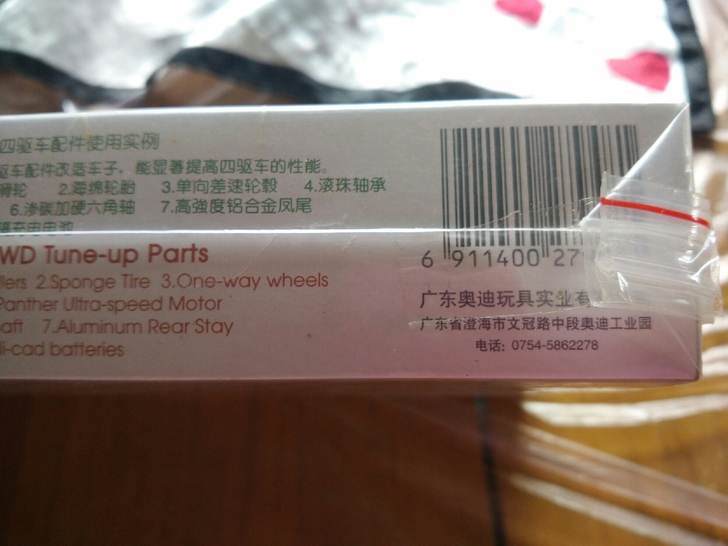 四驱车配件使用实例
驱车配件改造车子，能显著提高四驱车的性能。
滑轮 2.海绵轮胎 3.单向差速轮毂 4.滚珠轴承
6.渗碳加硬六角轴 7.高強度铝合金凤尾
充电电池
WD Tune-up Parts
llers 2.Sponge Tire 3.One-way wheels
Panther Ultra-speed Motor
aft 7.Aluminum Rear Stay
i-cad batteries
6 911400 27
广东奥迪玩具实业有
广东省澄海市文冠路中段奥迪工业园
电话: 0754-5862278